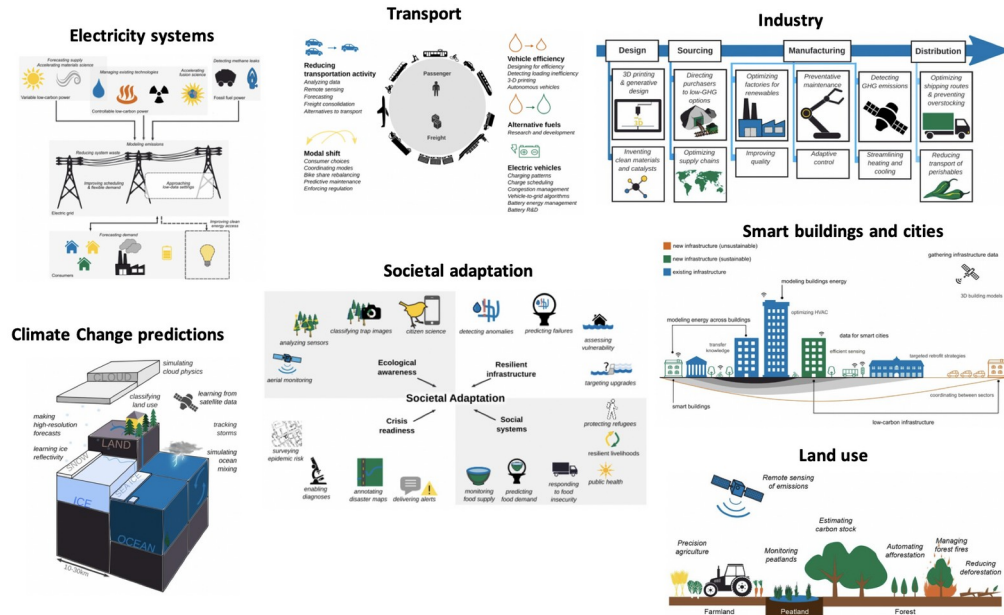 Electricity systems
Forecasting supply
Accelerating materials science
Managing existing technologies
Accelerating
fusion science
Detecting methane leaks
Variable low-carbon power
Controllable low-carbon power
Fossil fuel power
Modeling emissions
Reducing system waste
Improving scheduling
& flexible demand
Approaching
low-data settings
Electric grid
Improving clean
energy access
Forecasting demand
Consumers
Transport
Reducing
transportation activity
Analyzing data
Remote sensing
Forecasting
Freight consolidation
Alternatives to transport
Modal shift
Consumer choices
Coordinating modes
Bike share rebalancing
Predictive maintenance
Enforcing regulation
Passenger
Freight
Vehicle efficiency
Designing for efficiency
Detecting loading inefficiency
3-D printing
Autonomous vehicles
Alternative fuels
Research and development
Electric vehicles
Charging patterns
Charge scheduling
Congestion management
Vehicle-to-grid algorithms
Battery energy management
Battery R&D
Industry
Design
Sourcing
Manufacturing
Distribution
3D printing
& generative
design
Directing
purchasers
to low-GHG
options
Optimizing
factories for
renewables
Preventative
maintenance
Detecting
GHG emissions
Optimizing
shipping routes
& preventing
overstocking
Inventing
clean materials
and catalysts
Optimizing
supply chains
Improving
quality
Adaptive
control
Streamlining
heating and
cooling
Reducing
transport of
perishables
Smart buildings and cities
new infrastructure (unsustainable)
new infrastructure (sustainable)
existing infrastructure
gathering infrastructure data
3D building models
modeling buildings energy
modeling energy across buildings
optimizing HVAC
transfer
knowledge
data for smart cities
efficient sensing
targeted retrofit strategies
coordinating between sectors
smart buildings
low-carbon infrastructure
Societal adaptation
analyzing sensors
classifying trap images
citizen science
detecting anomalies
predicting failures
assessing
vulnerability
aerial monitoring
Ecological
awareness
Resilient
infrastructure
targeting upgrades
Societal Adaptation
Crisis
readiness
Social
systems
protecting refugees
surveying
epidemic risk
resilient livelihoods
public health
enabling
diagnoses
annotating
disaster maps
delivering alerts
monitoring
food supply
predicting
food demand
responding
to food
insecurity
Climate Change predictions
simulating
cloud physics
CLOUD
classifying
land use
learning from
satellite data
making
high-resolution
forecasts
tracking
storms
LAND
learning ice
reflectivity
simulating
ocean
mixing
SNOW
ICE
OCEAN
10-30km
Land use
Remote sensing
of emissions
Estimating
carbon stock
Precision
agriculture
Monitoring
peatlands
Automating
afforestation
Managing
forest fires
Reducing
deforestation
Farmland
Peatland
Forest